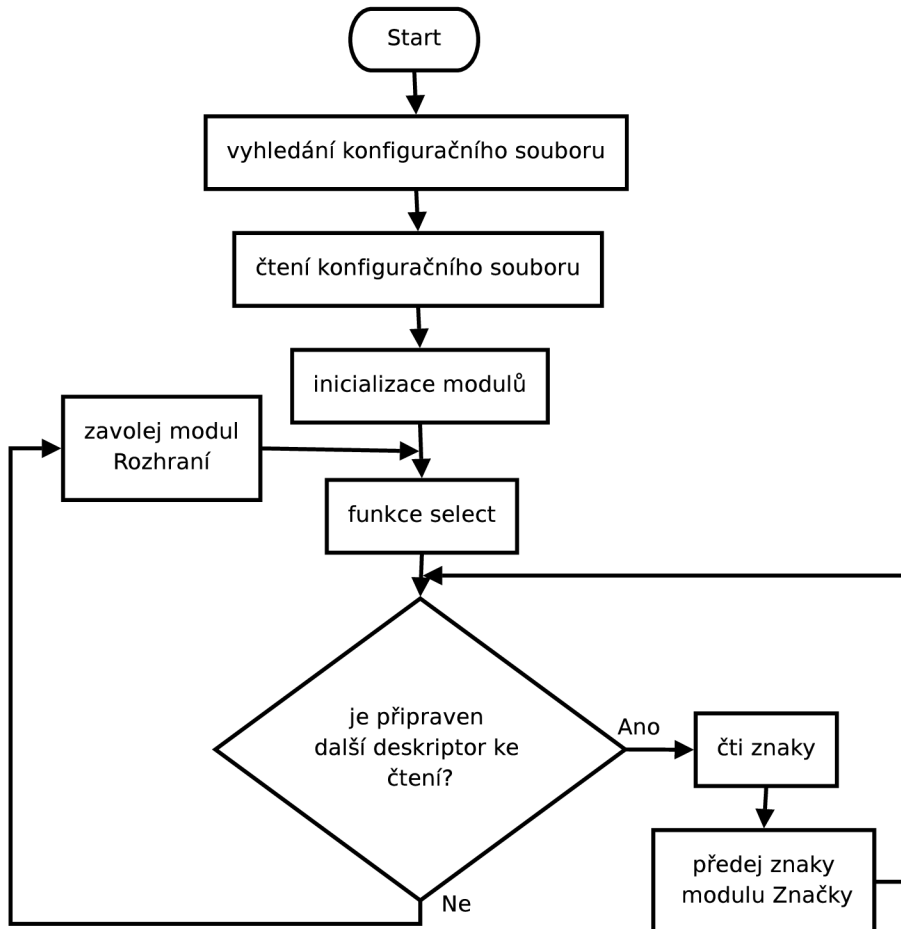 Start
vyhledání konfiguračního souboru
čtení konfiguračního souboru
inicializace modulů
zavolej modul
Rozhraní
funkce select
je připraven
další deskriptor ke
čtení?
Ano
čti znaky
předej znaky
modulu Značky
Ne